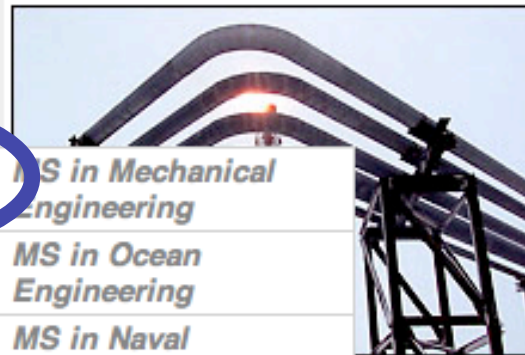 MS in Mechanical
Engineering
MS in Ocean
Engineering
MS in Naval